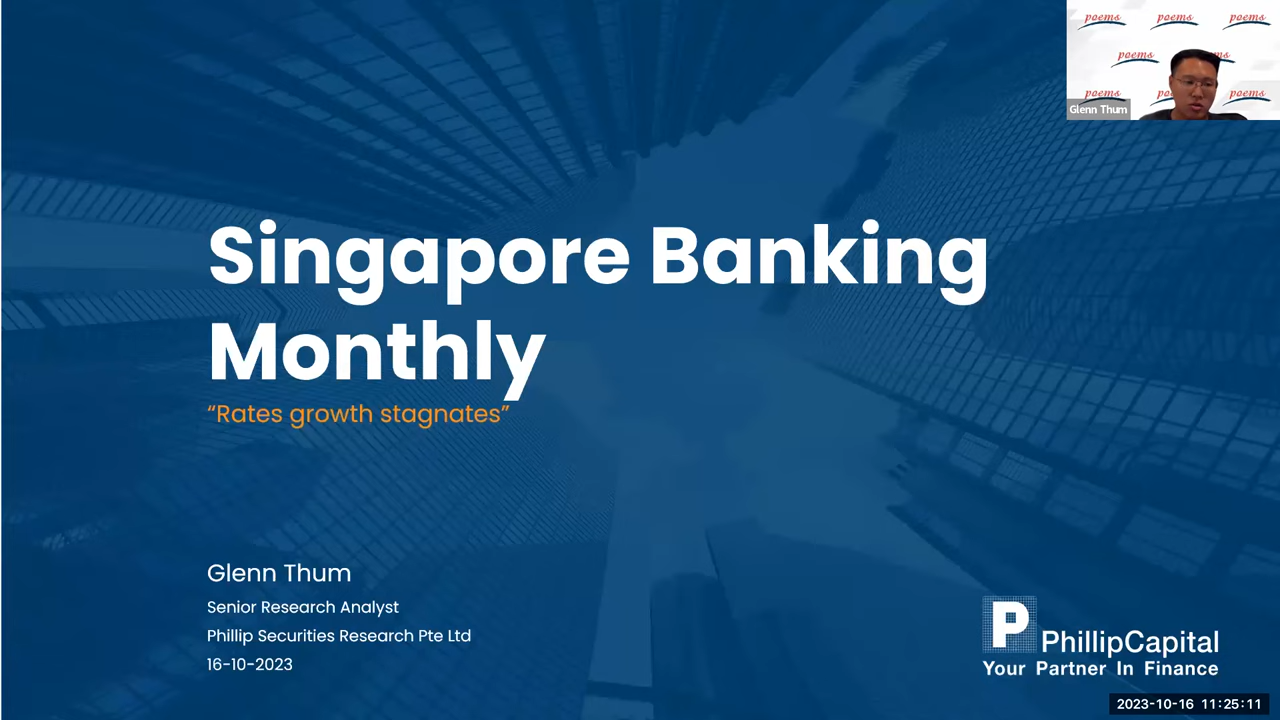 poems poems poems
poems ms
poems po poems
Glenn Thum
Singapore Banking
Monthly
“Rates growth stagnates”
Glenn Thum
Senior Research Analyst
Phillip Securities Research Pte Ltd
16-10-2023
P PhillipCapital
Your Partner In Finance
2023-10-16 11:25:11